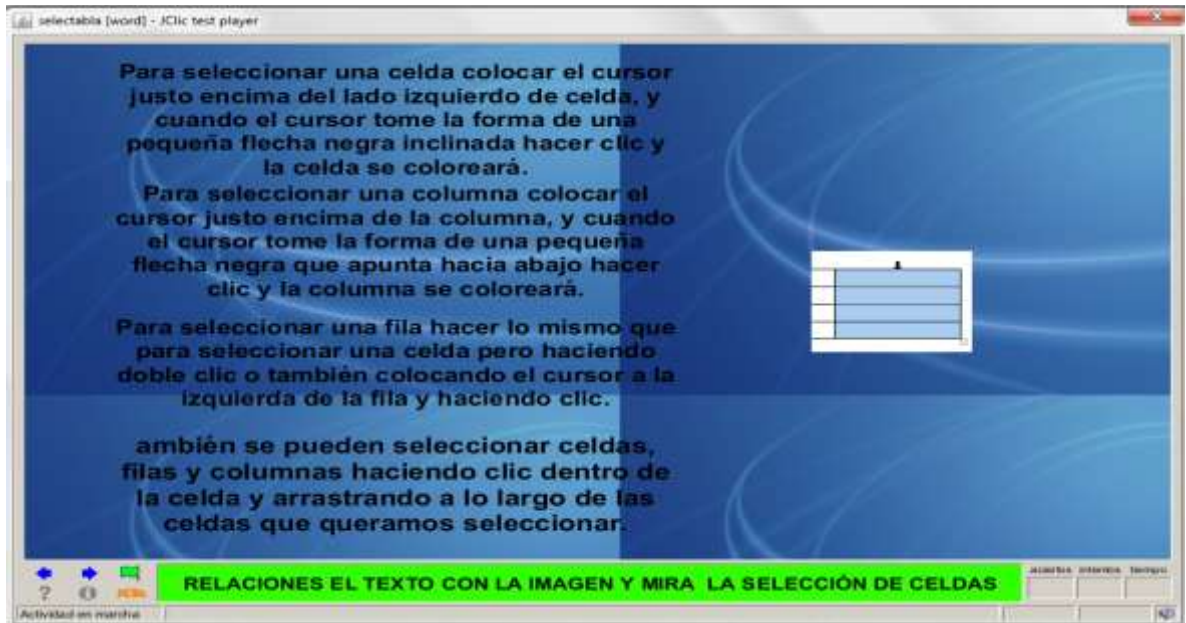 selectabla [word] - JClic test player
Para seleccionar una celda colocar el cursor
justo encima del lado izquierdo de celda, y
cuando el cursor tome la forma de una
pequeña flecha negra inclinada hacer clic y
la celda se coloreará.
Para seleccionar una columna colocar el
cursor justo encima de la columna, y cuando
el cursor tome la forma de una pequeña
flecha negra que apunta hacia abajo hacer
clic y la columna se coloreará.
Para seleccionar una fila hacer lo mismo que
para seleccionar una celda pero haciendo
doble clic o también colocando el cursor a la
izquierda de la fila y haciendo clic.
ambién se pueden seleccionar celdas,
filas y columnas haciendo clic dentro de
la celda y arrastrando a lo largo de las
celdas que queramos seleccionar.
RELACIONES EL TEXTO CON LA IMAGEN Y MIRA LA SELECCIÓN DE CELDAS
aciertos intentos tiempo
Actividad en marcha